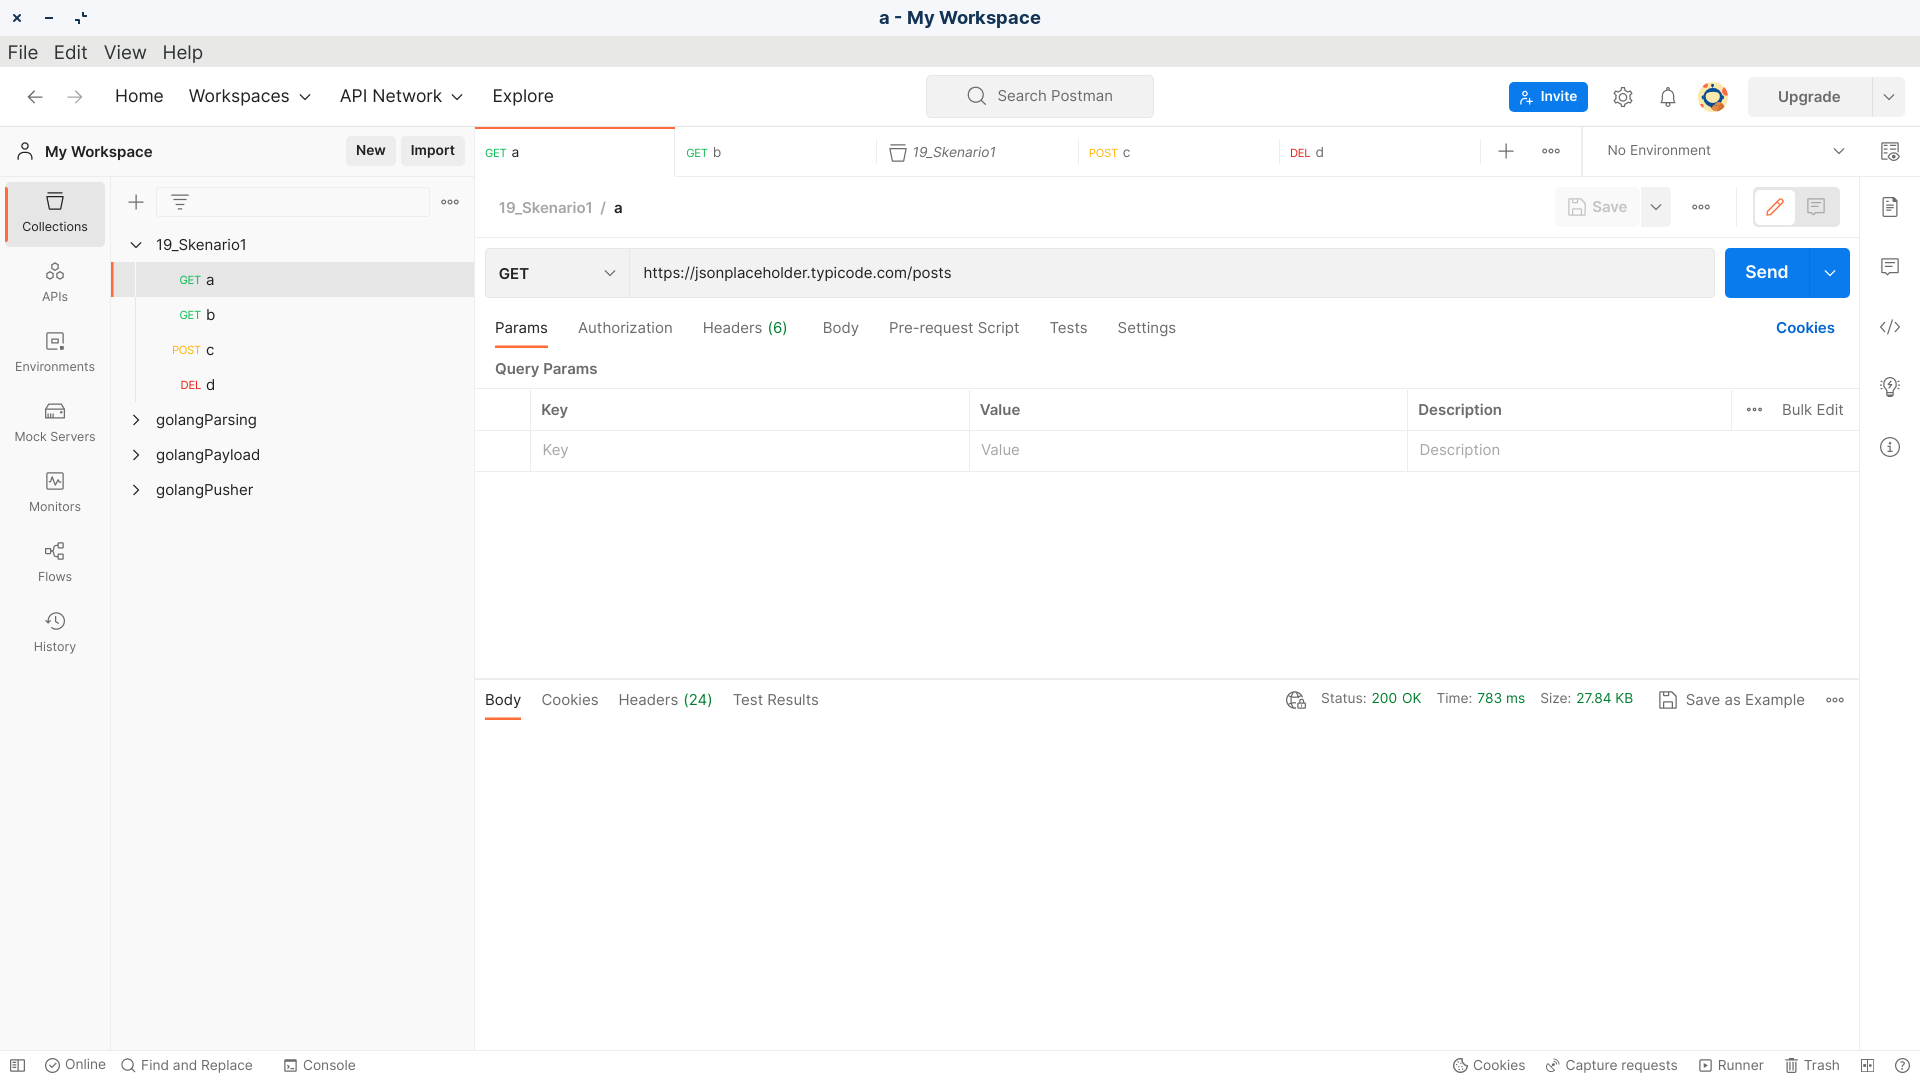 a - My Workspace
File Edit View Help
Home Workspaces API Network Explore
Search Postman
Invite
Upgrade
My Workspace
New Import
GET a
GET b
19_Skenario1
POST c
DEL d
No Environment
Collections
APIs
Environments
Mock Servers
Monitors
Flows
History
19_Skenario1
GET a
GET b
POST c
DEL d
golangParsing
golangPayload
golangPusher
19_Skenario1 / a
Save
GET https://jsonplaceholder.typicode.com/posts
Send
Params Authorization Headers (6) Body Pre-request Script Tests Settings Cookies
Query Params
Key Value Description Bulk Edit
Key Value Description
Body Cookies Headers (24) Test Results
Status: 200 OK Time: 783 ms Size: 27.84 KB Save as Example
Online Find and Replace Console
Cookies Capture requests Runner Trash